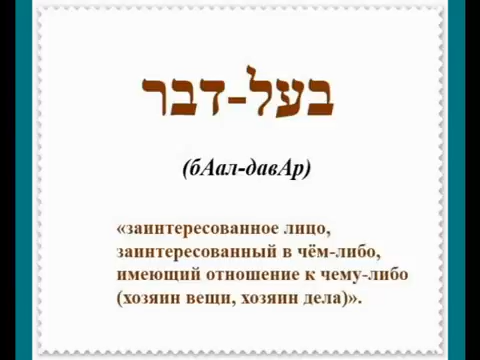 בעל-דבר
(бАал-давАр)
«заинтересованное лицо,
заинтересованный в чём-либо,
имеющий отношение к чему-либо
(хозяин вещи, хозяин дела)».